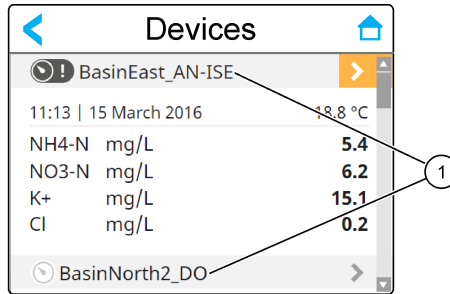 Devices
! BasinEast_AN-ISE
11:13 | 15 March 2016 18.8 °C
NH4-N mg/L 5.4
NO3-N mg/L 6.2
K+ mg/L 15.1
Cl mg/L 0.2
1
BasinNorth2_DO